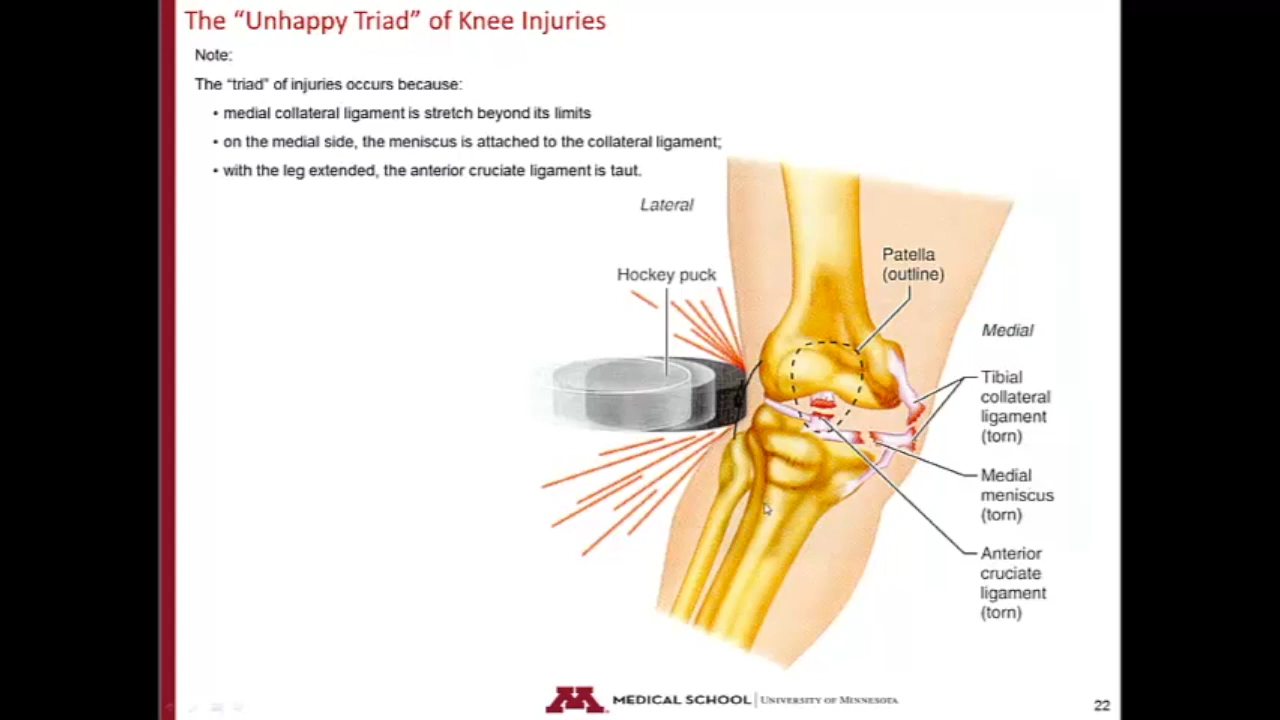 The “Unhappy Triad” of Knee Injuries
Note:
The “triad” of injuries occurs because:
• medial collateral ligament is stretch beyond its limits
• on the medial side, the meniscus is attached to the collateral ligament;
• with the leg extended, the anterior cruciate ligament is taut.
Lateral
Hockey puck
Patella
(outline)
Medial
Tibial
collateral
ligament
(torn)
Medial
meniscus
(torn)
Anterior
cruciate
ligament
(torn)
M MEDICAL SCHOOL | UNIVERSITY OF MINNESOTA
22